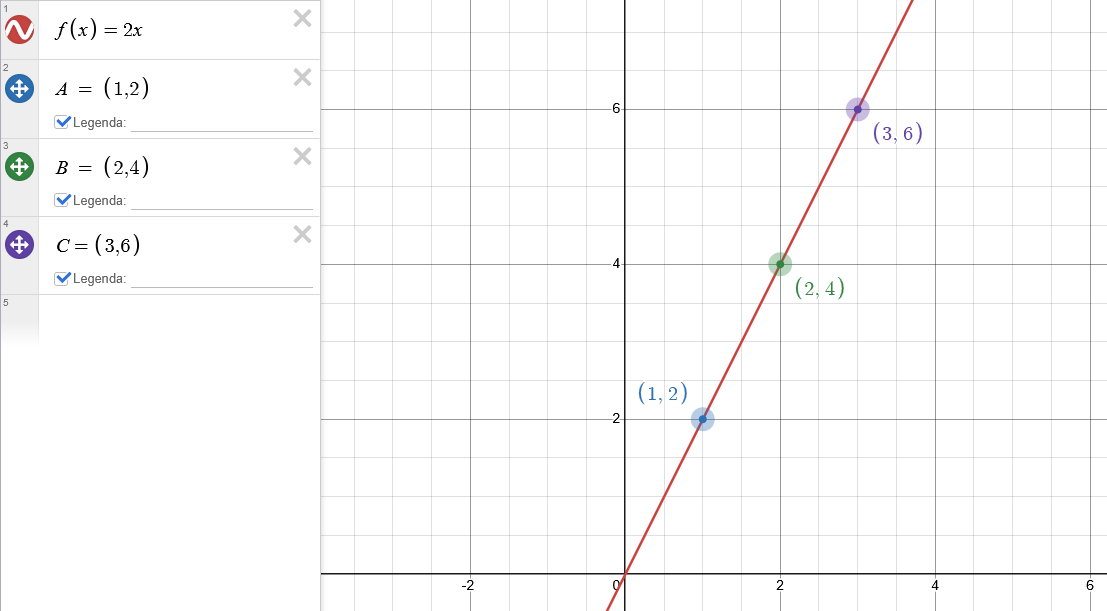 1
f(x) = 2x
2
A = (1,2)
Legenda:
3
B = (2,4)
Legenda:
4
C = (3,6)
Legenda:
5
6
(3, 6)
4
(2, 4)
(1, 2)
2
-2 0 2 4 6